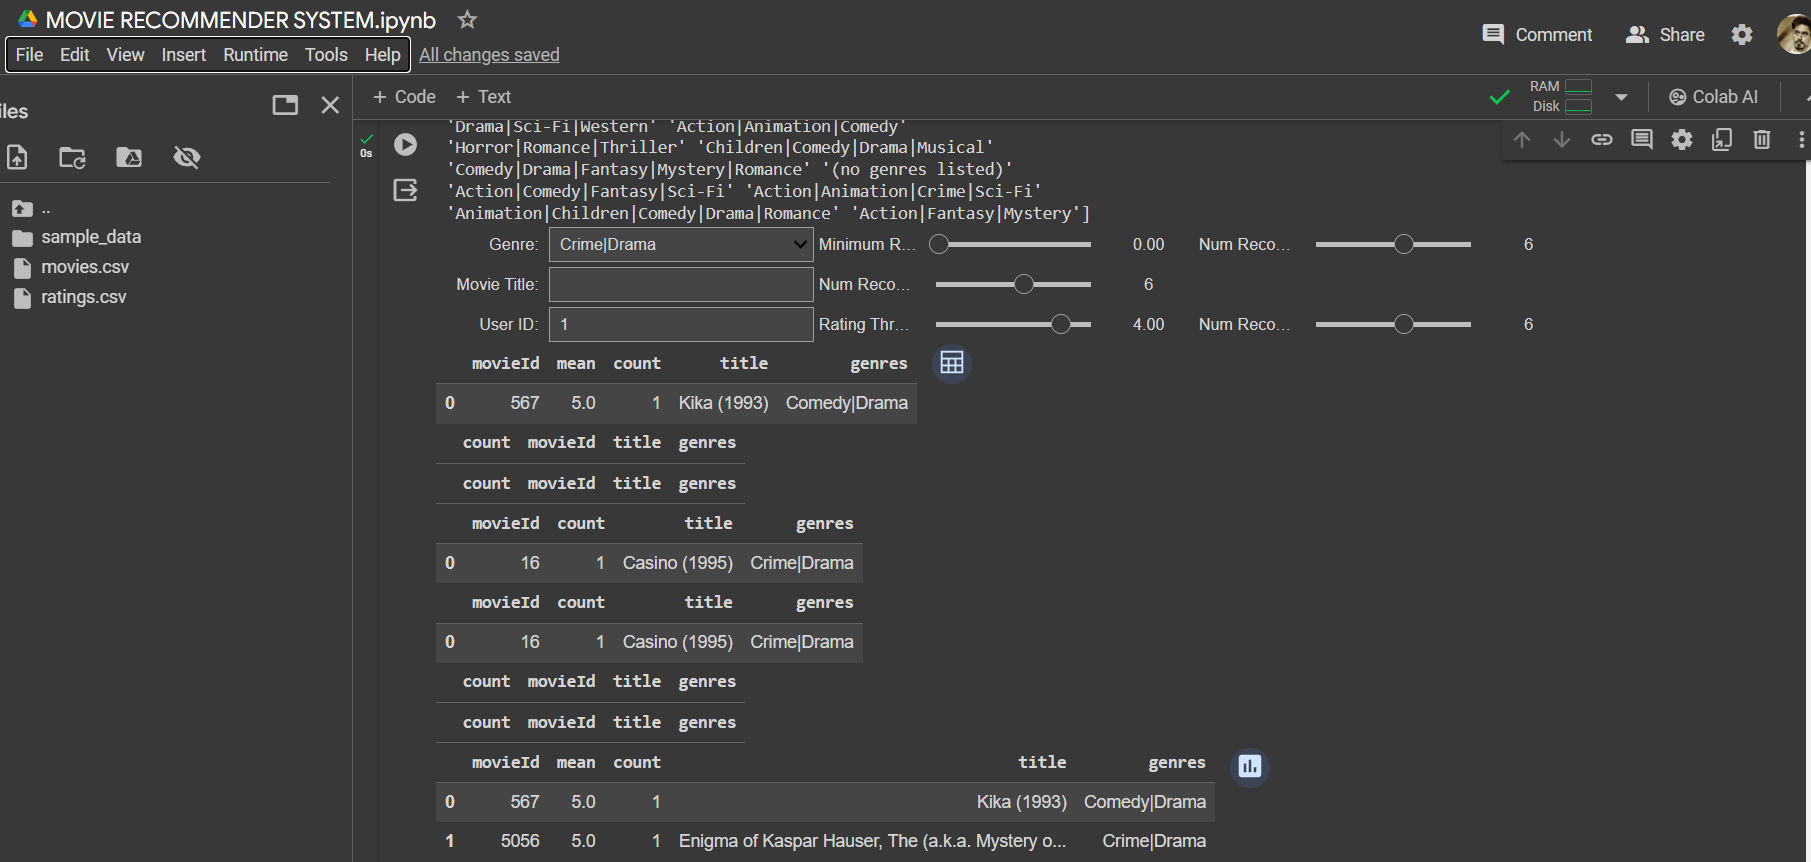 MOVIE RECOMMENDER SYSTEM.ipynb
File Edit View Insert Runtime Tools Help All changes saved
Comment Share
iles
+ Code + Text
RAM
Disk
Colab AI
0s
..
sample_data
movies.csv
ratings.csv
'Drama|Sci-Fi|Western' 'Action|Animation|Comedy'
'Horror|Romance|Thriller' 'Children|Comedy|Drama|Musical'
'Comedy|Drama|Fantasy|Mystery|Romance' '(no genres listed)'
'Action|Comedy|Fantasy|Sci-Fi' 'Action|Animation|Crime|Sci-Fi'
'Animation|Children|Comedy|Drama|Romance' 'Action|Fantasy|Mystery']
Genre: Crime|Drama Minimum R... 0.00 Num Reco... 6
Movie Title: Num Reco... 6
User ID: 1 Rating Thr... 4.00 Num Reco... 6
movieId mean count title genres
0 567 5.0 1 Kika (1993) Comedy|Drama
count movieId title genres
count movieId title genres
movieId count title genres
0 16 1 Casino (1995) Crime|Drama
movieId count title genres
0 16 1 Casino (1995) Crime|Drama
count movieId title genres
count movieId title genres
movieId mean count title genres
0 567 5.0 1 Kika (1993) Comedy|Drama
1 5056 5.0 1 Enigma of Kaspar Hauser, The (a.k.a. Mystery o... Crime|Drama